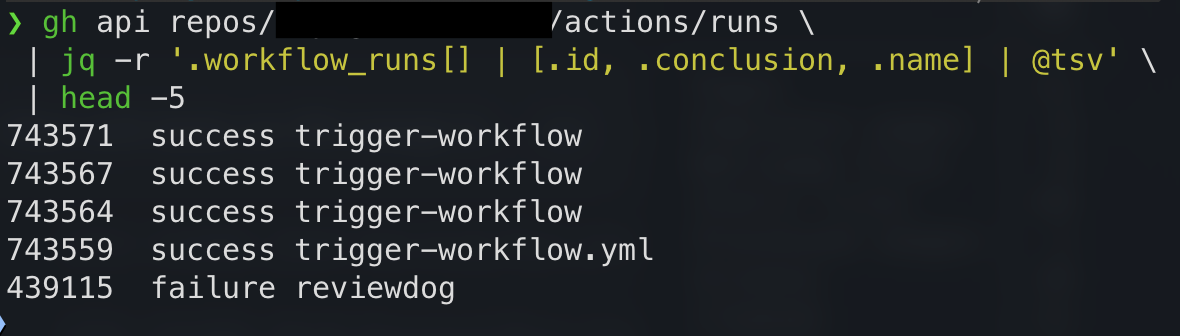 ❯ gh api repos/ /actions/runs \
| jq -r '.workflow_runs[] | [.id, .conclusion, .name] | @tsv' \
| head -5
743571 success trigger-workflow
743567 success trigger-workflow
743564 success trigger-workflow
743559 success trigger-workflow.yml
439115 failure reviewdog